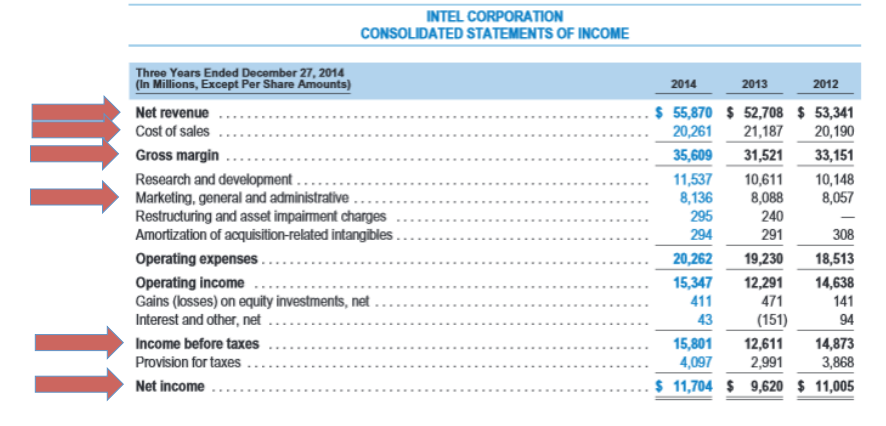 INTEL CORPORATION
CONSOLIDATED STATEMENTS OF INCOME
Three Years Ended December 27, 2014
(In Millions, Except Per Share Amounts) 2014 2013 2012
Net revenue $ 55,870 $ 52,708 $ 53,341
Cost of sales 20,261 21,187 20,190
Gross margin 35,609 31,521 33,151
Research and development 11,537 10,611 10,148
Marketing, general and administrative 8,136 8,088 8,057
Restructuring and asset impairment charges 295 240 —
Amortization of acquisition-related intangibles 294 291 308
Operating expenses 20,262 19,230 18,513
Operating income 15,347 12,291 14,638
Gains (losses) on equity investments, net 411 471 141
Interest and other, net 43 (151) 94
Income before taxes 15,801 12,611 14,873
Provision for taxes 4,097 2,991 3,868
Net income $ 11,704 $ 9,620 $ 11,005